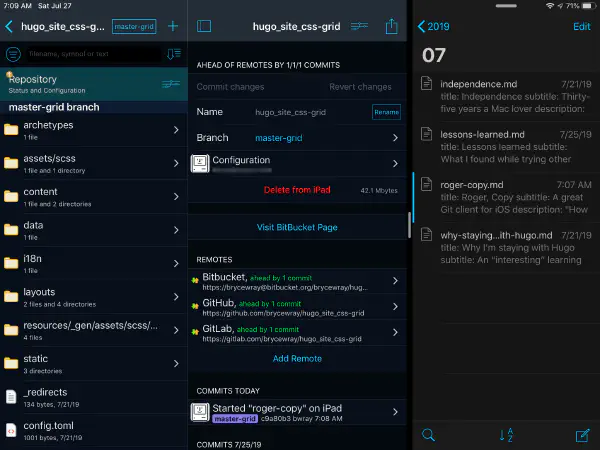 7:09 AM Sat Jul 27
71%
hugo_site_css-g...
master-grid
filename, symbol or text
Repository
Status and Changes
master-grid branch
archetypes
1 file
assets/scss
1 file and 1 directory
content
1 file and 2 directories
data
1 file
i18n
1 file
layouts
2 files and 4 directories
resources/_gen/assets/scss/...
4 files
static
3 directories
_redirects
134 bytes, 7/21/19
config.toml
1001 bytes, 7/21/19
hugo_site_css-grid
AHEAD OF REMOTES BY 1/1/1 COMMITS
Commit changes
Revert changes
Name
hugo_site_css-grid
Rename
Branch
master-grid
Configuration
Delete from iPad
42.1 Mbytes
Visit BitBucket Page
REMOTES
Bitbucket, ahead by 1 commit
https://brycewray@bitbucket.org/brycewray/hug...
GitHub, ahead by 1 commit
https://github.com/brycewray/hugo_site_css-grid
GitLab, ahead by 1 commit
https://gitlab.com/brycewray/hugo_site_css-grid
Add Remote
COMMITS TODAY
Started "roger-copy" on iPad
master-grid c9a80b3 bwray 7:08 AM
COMMITS 7/25/19
2019
Edit
07
independence.md 7/21/19
title: Independence subtitle: Thirty-
five years a Mac lover description:
lessons-learned.md 7/25/19
title: Lessons learned subtitle:
What I found while trying other
roger-copy.md 7:07 AM
title: Roger, Copy subtitle: A great
Git client for iOS description: "How
why-staying...ith-hugo.md 7/21/19
title: Why I'm staying with Hugo
subtitle: An "interesting" learning